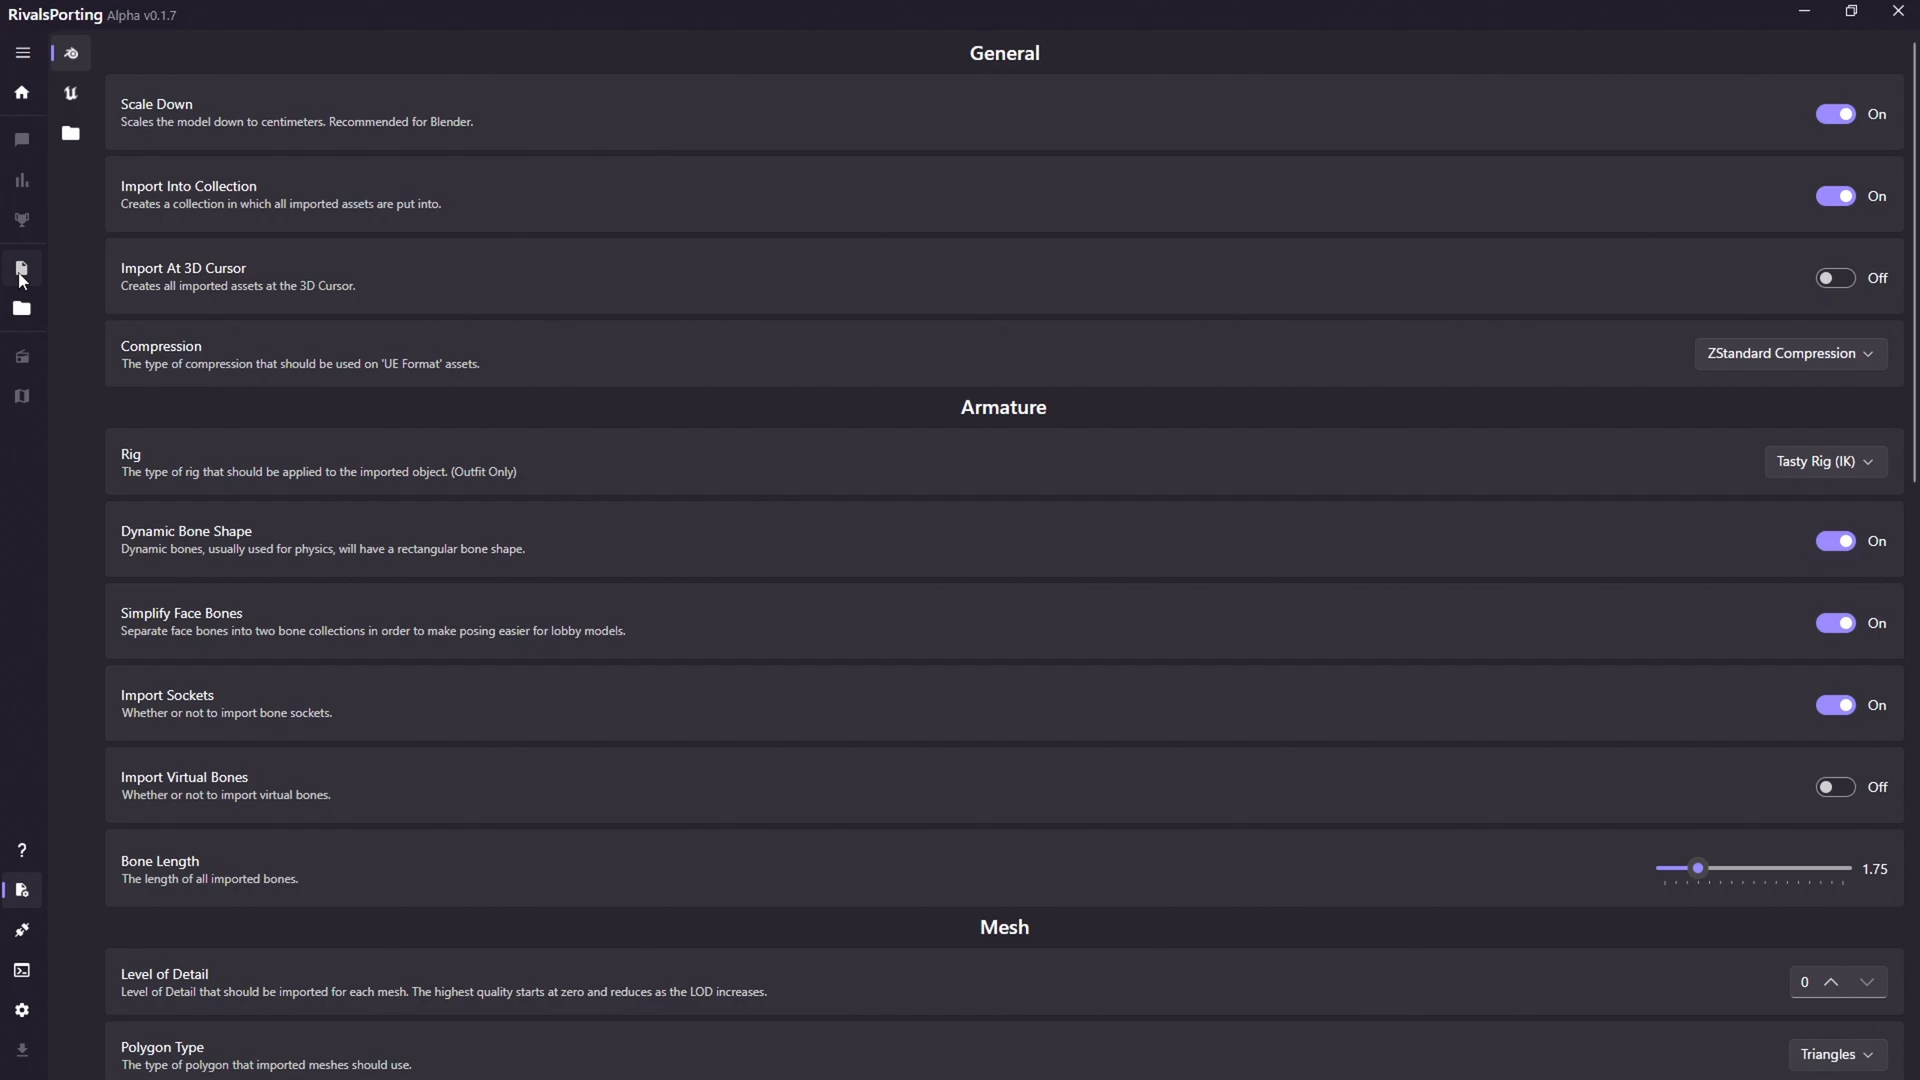 RivalsPorting Alpha v0.1.7
General
Scale Down
Scales the model down to centimeters. Recommended for Blender.
On
Import Into Collection
Creates a collection in which all imported assets are put into.
On
Import At 3D Cursor
Creates all imported assets at the 3D Cursor.
Off
Compression
The type of compression that should be used on 'UE Format' assets.
ZStandard Compression
Armature
Rig
The type of rig that should be applied to the imported object. (Outfit Only)
Tasty Rig (IK)
Dynamic Bone Shape
Dynamic bones, usually used for physics, will have a rectangular bone shape.
On
Simplify Face Bones
Separate face bones into two bone collections in order to make posing easier for lobby models.
On
Import Sockets
Whether or not to import bone sockets.
On
Import Virtual Bones
Whether or not to import virtual bones.
Off
Bone Length
The length of all imported bones.
1.75
Mesh
Level of Detail
Level of Detail that should be imported for each mesh. The highest quality starts at zero and reduces as the LOD increases.
0
Polygon Type
The type of polygon that imported meshes should use.
Triangles